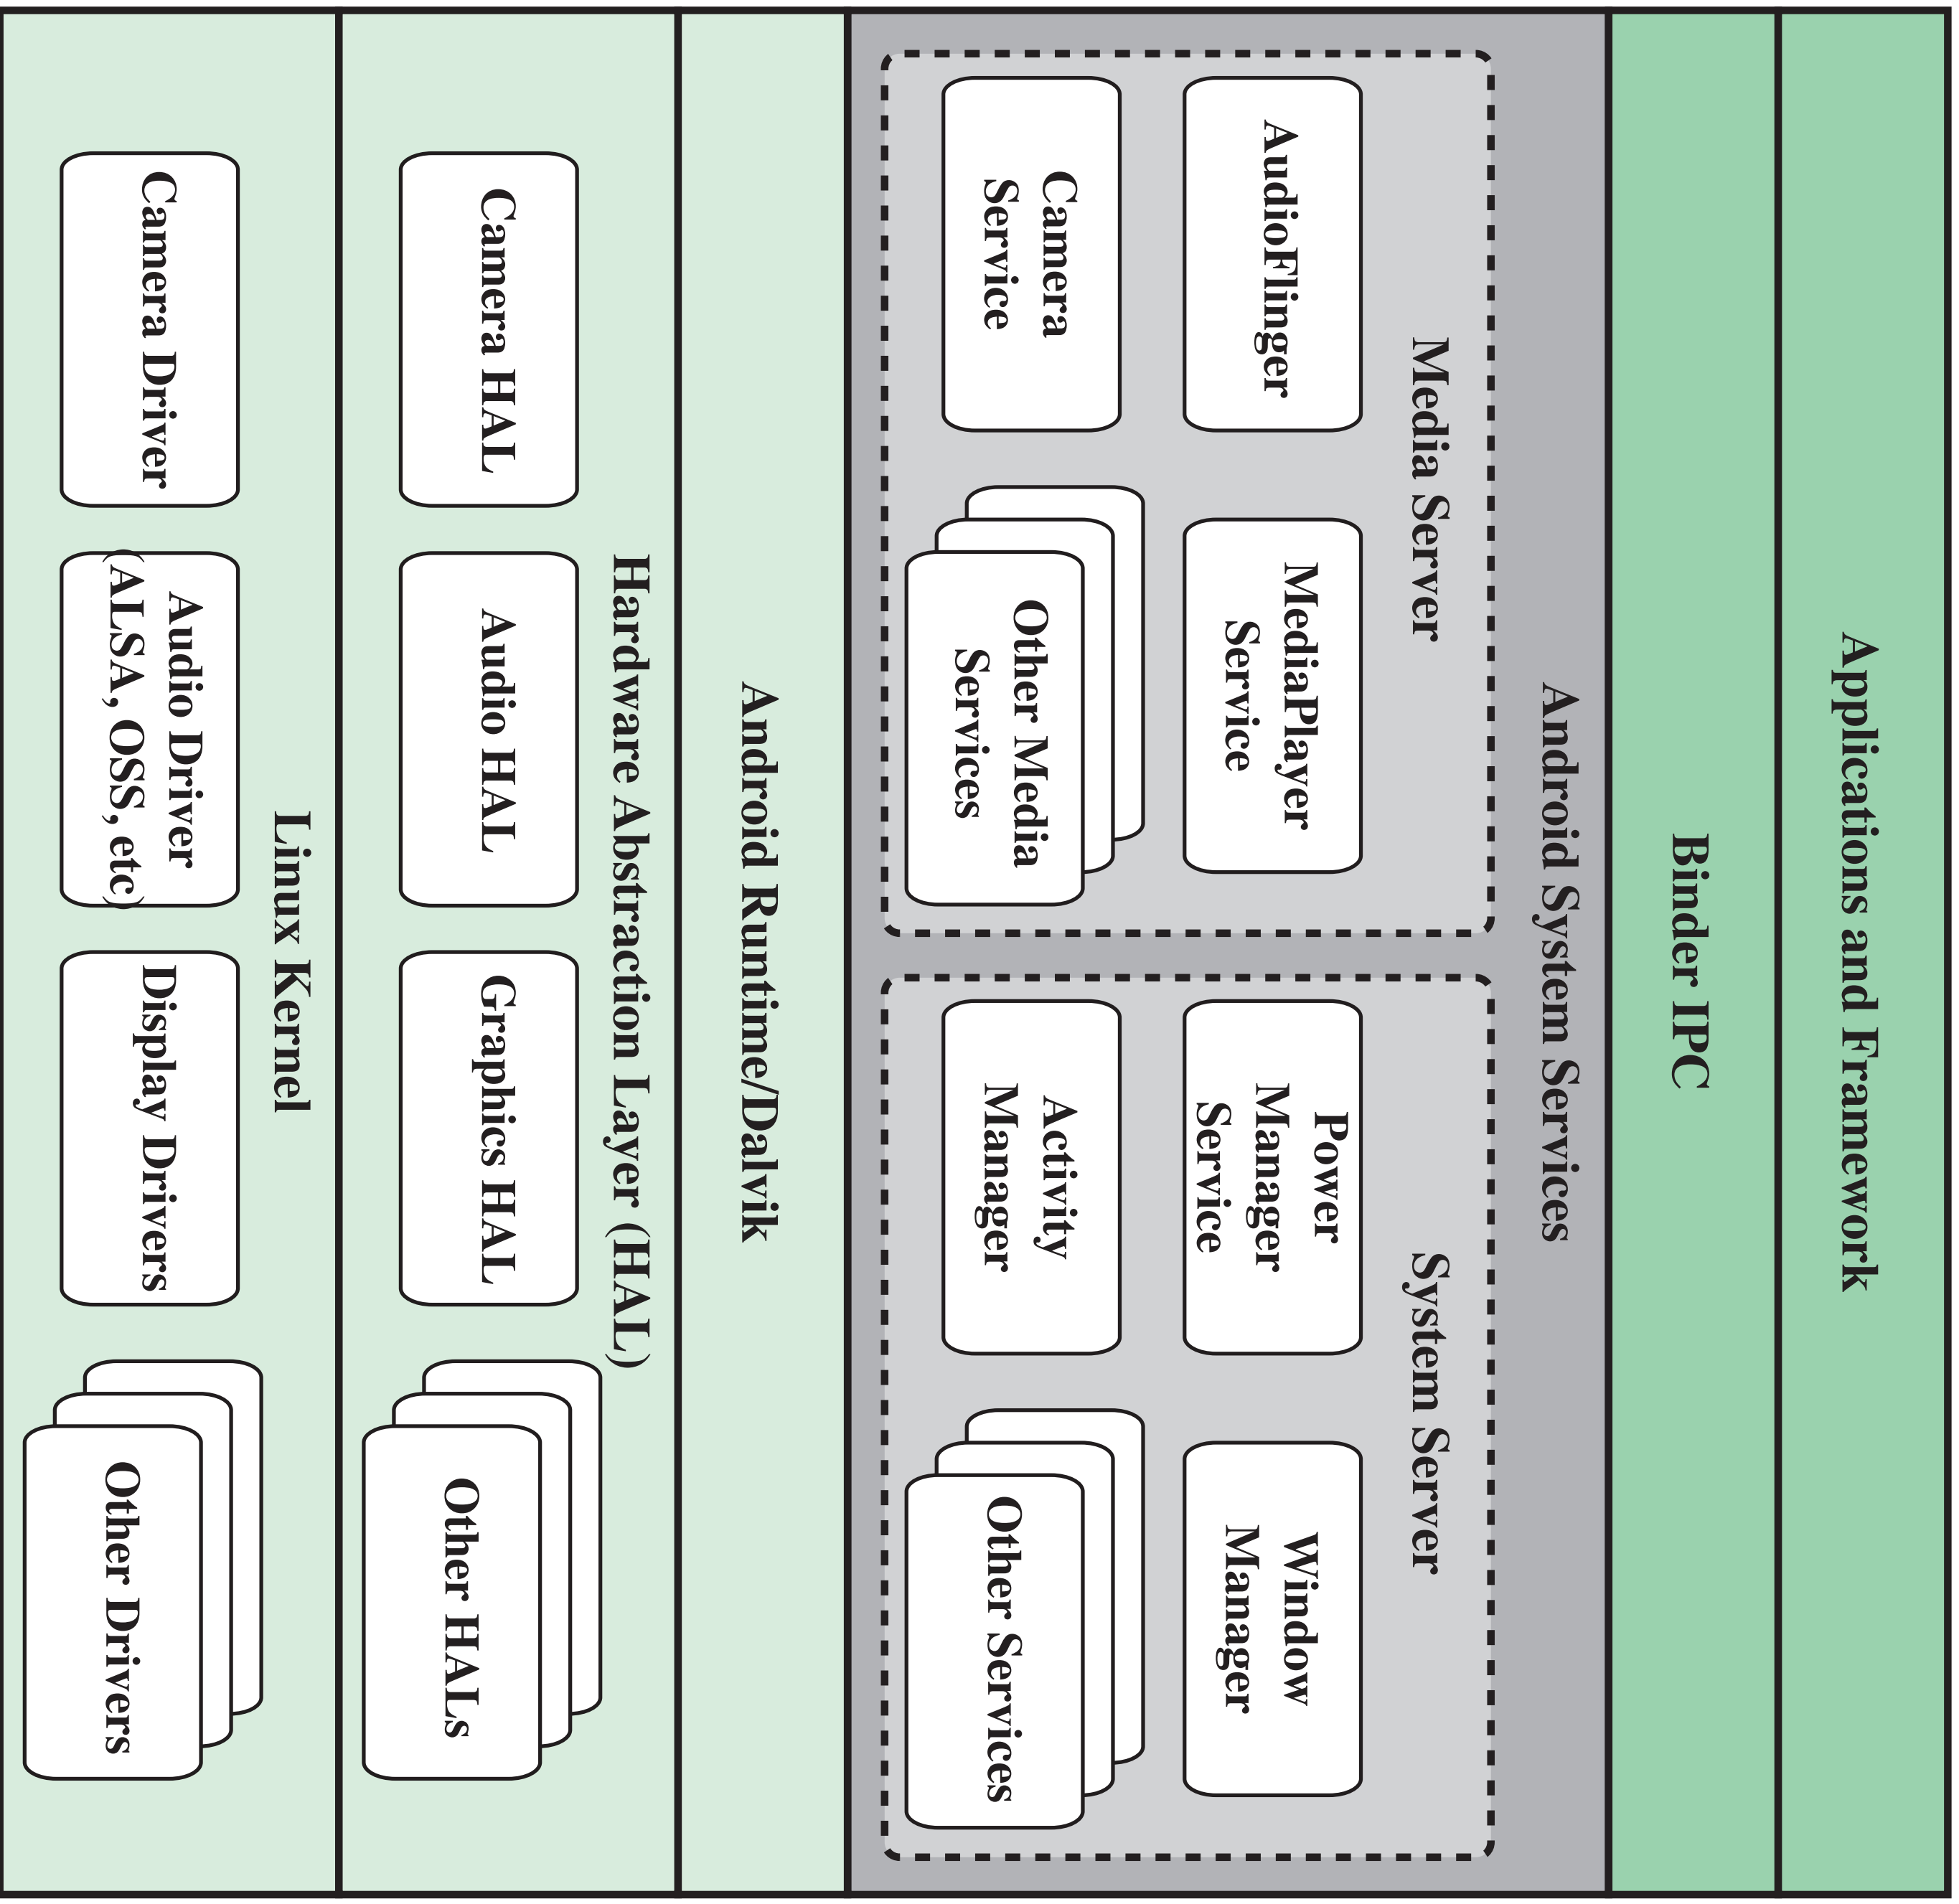 Applications and Framework
Binder IPC
Android System Services
Media Server
AudioFlinger
MediaPlayer
Service
Camera
Service
Other Media
Services
System Server
Power
Manager
Service
Window
Manager
Activity
Manager
Other Services
Android Runtime/Dalvik
Hardware Abstraction Layer (HAL)
Camera HAL
Audio HAL
Graphics HAL
Other HALs
Linux Kernel
Camera Driver
Audio Driver
(ALSA, OSS, etc)
Display Drivers
Other Drivers